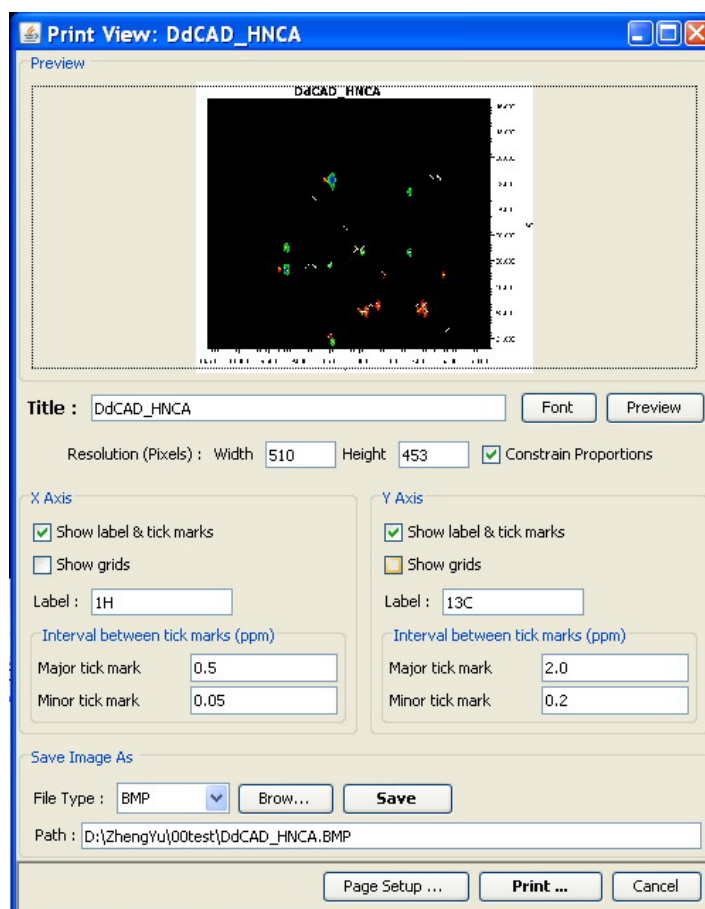 Print View: DdCAD_HNCA
Preview
DdCAD_HNCA
Title : DdCAD_HNCA Font Preview
Resolution (Pixels) : Width 510 Height 453 Constrain Proportions
X Axis
Show label & tick marks
Show grids
Label : 1H
Interval between tick marks (ppm)
Major tick mark 0.5
Minor tick mark 0.05
Y Axis
Show label & tick marks
Show grids
Label : 13C
Interval between tick marks (ppm)
Major tick mark 2.0
Minor tick mark 0.2
Save Image As
File Type : BMP Brow... Save
Path : D:\ZhengYu\00test\DdCAD_HNCA.BMP
Page Setup ... Print ... Cancel